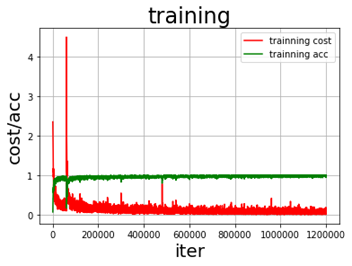 training
trainning cost
trainning acc
cost/acc
4
3
2
1
0
0 200000 400000 600000 800000 1000000 1200000
iter